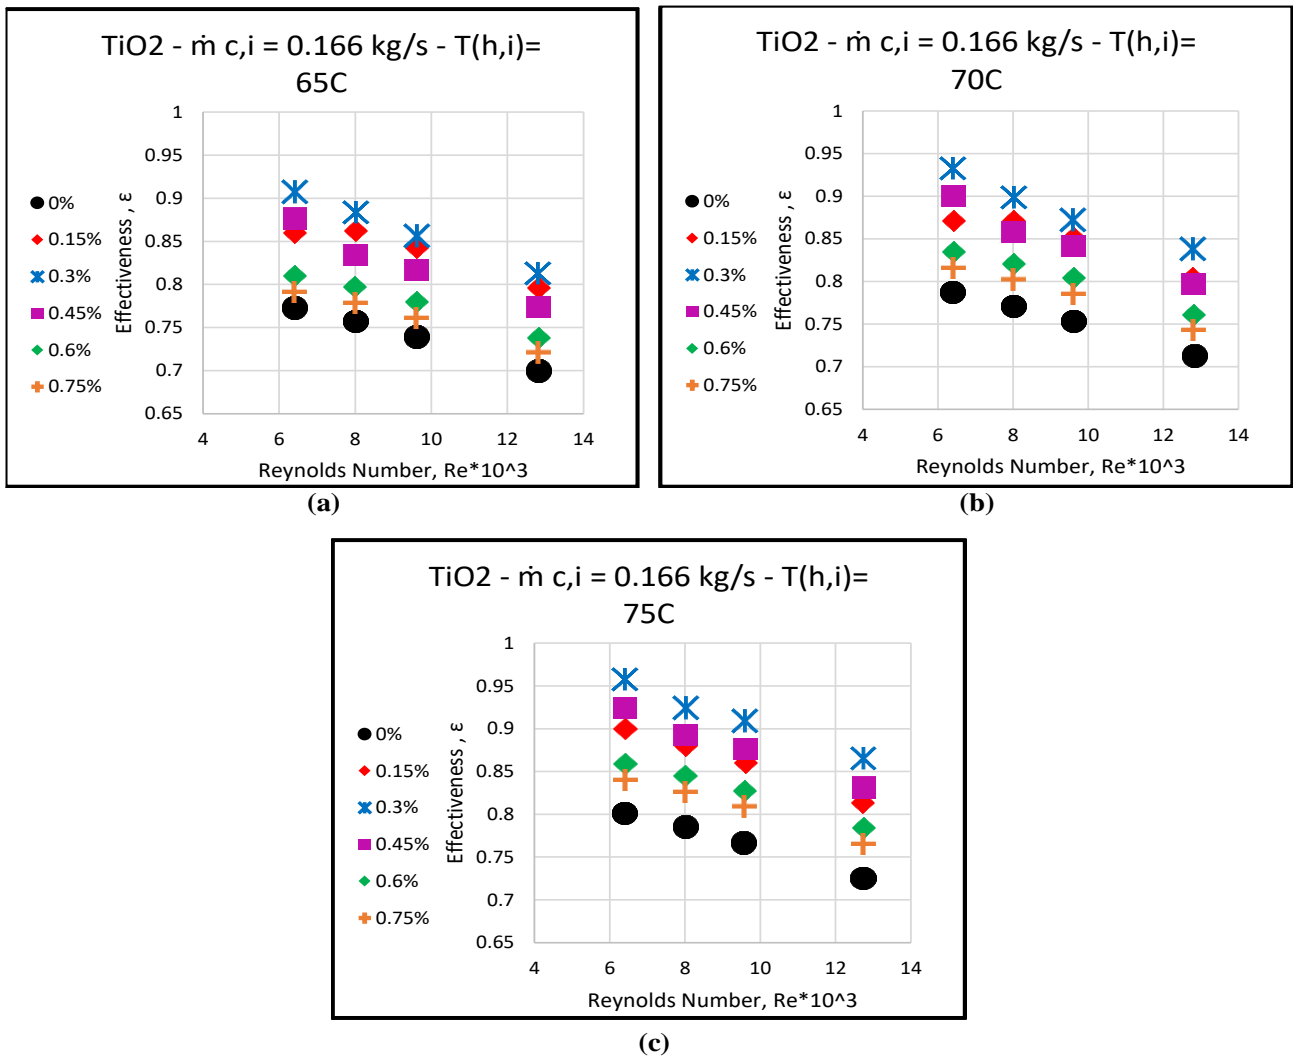 TiO2 - ṁ c,i = 0.166 kg/s - T(h,i)=
65C
1
0.95
0.9
0.85
0.8
0.75
0.7
0.65
Effectiveness , ε
0%
0.15%
0.3%
0.45%
0.6%
0.75%
4 6 8 10 12 14
Reynolds Number, Re*10^3
(a)
TiO2 - ṁ c,i = 0.166 kg/s - T(h,i)=
70C
1
0.95
0.9
0.85
0.8
0.75
0.7
0.65
Effectiveness , ε
0%
0.15%
0.3%
0.45%
0.6%
0.75%
4 6 8 10 12 14
Reynolds Number, Re*10^3
(b)
TiO2 - ṁ c,i = 0.166 kg/s - T(h,i)=
75C
1
0.95
0.9
0.85
0.8
0.75
0.7
0.65
Effectiveness , ε
0%
0.15%
0.3%
0.45%
0.6%
0.75%
4 6 8 10 12 14
Reynolds Number, Re*10^3
(c)